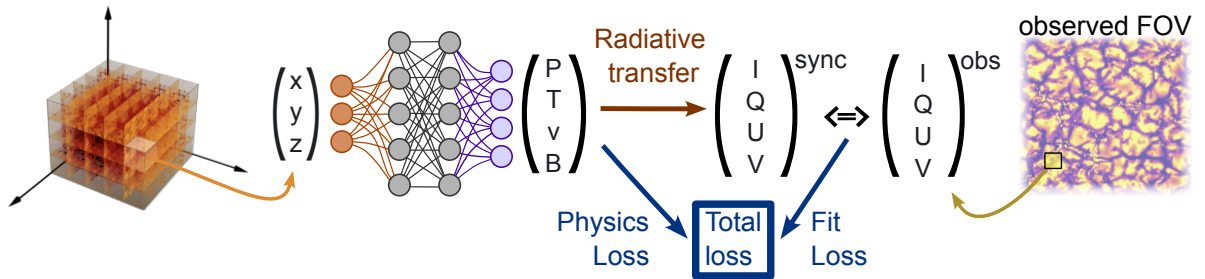 observed FOV
x
y
z
P
T
v
B
Radiative
transfer
I
Q
U
V
sync
<=>
I
Q
U
V
obs
Physics
Loss
Total
loss
Fit
Loss